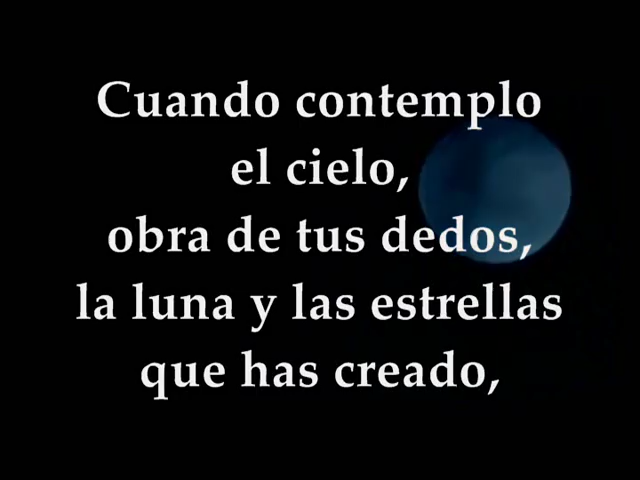 Cuando contemplo
el cielo,
obra de tus dedos,
la luna y las estrellas
que has creado,